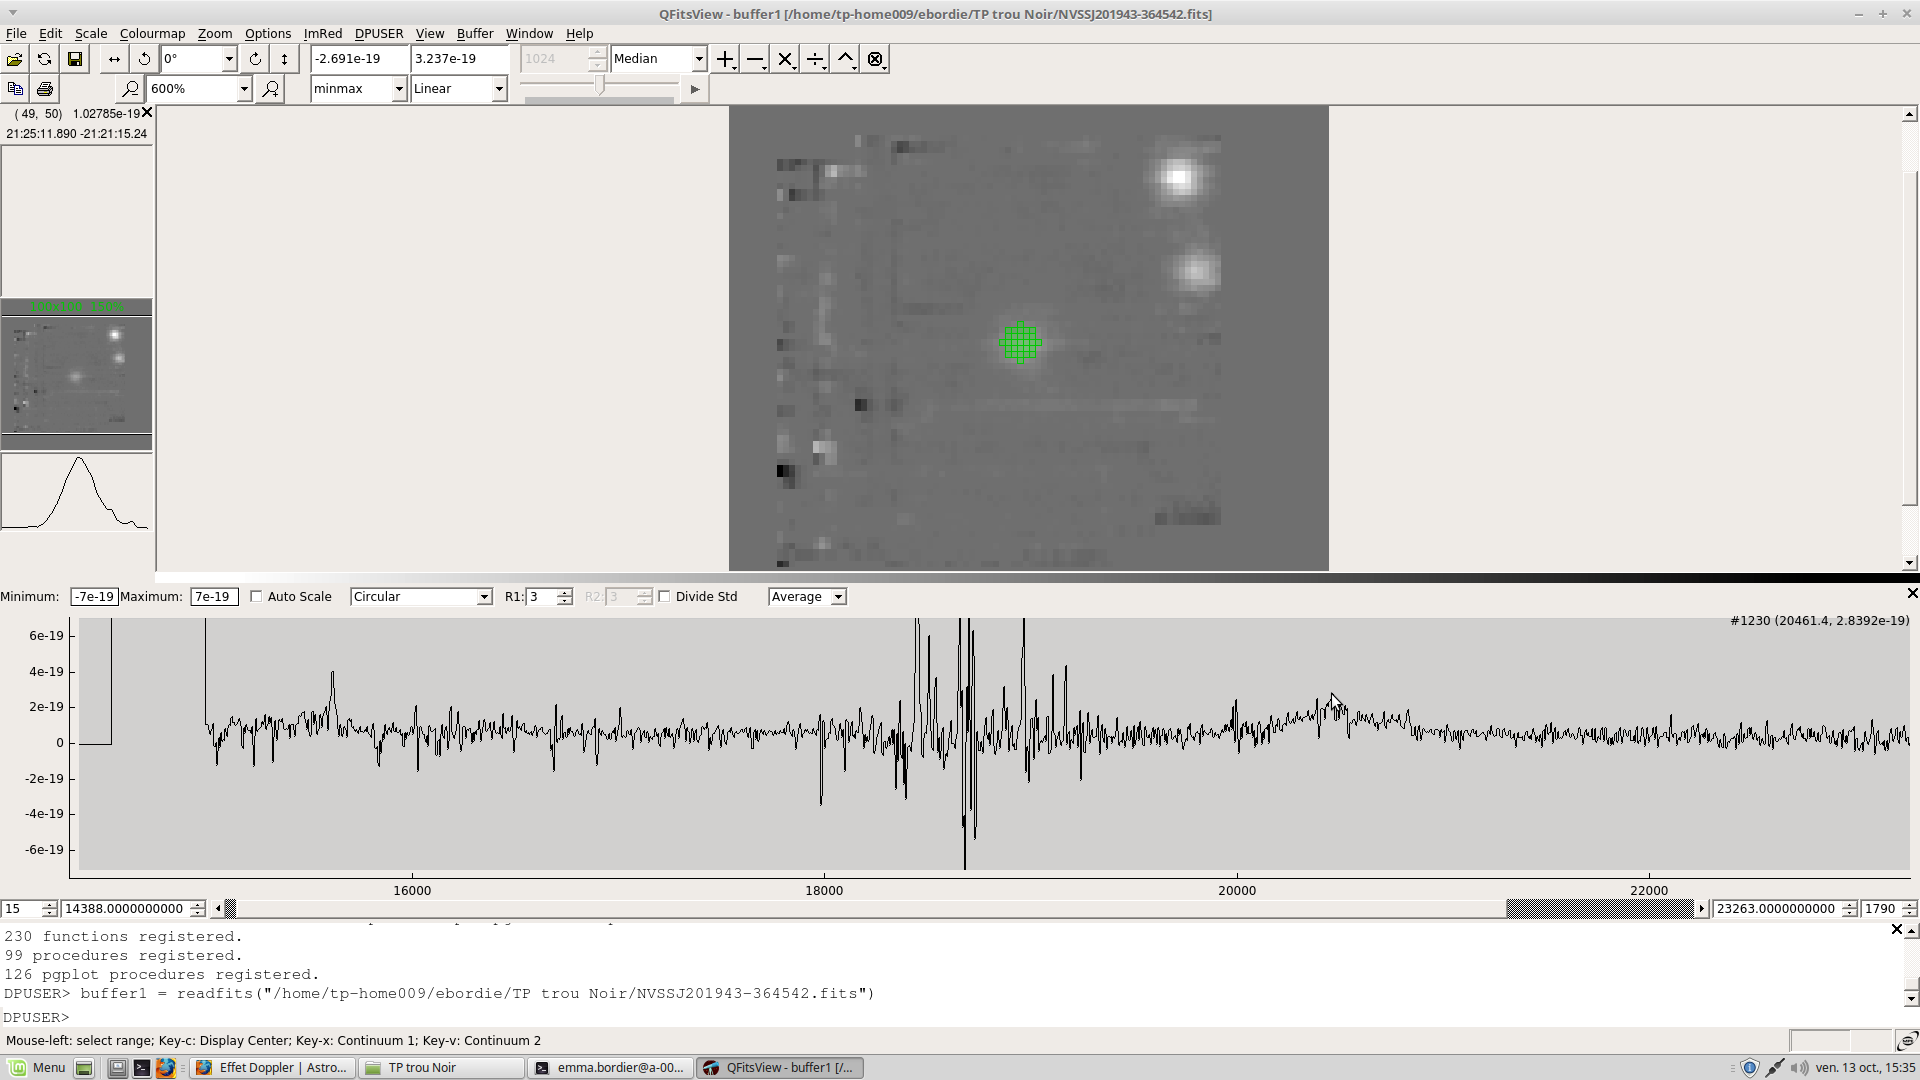 QFitsView - buffer1 [/home/tp-home009/ebordie/TP trou Noir/NVSSJ201943-364542.fits]
File Edit Scale Colourmap Zoom Options ImRed DPUSER View Buffer Window Help
0° -2.691e-19 3.237e-19 1024 Median
600% minmax Linear
( 49, 50) 1.02785e-19
21:25:11.890 -21:21:15.24
Minimum: -7e-19 Maximum: 7e-19 Auto Scale Circular R1: 3 R2: 3 Divide Std Average
#1230 (20461.4, 2.8392e-19)
6e-19
4e-19
2e-19
0
-2e-19
-4e-19
-6e-19
16000 18000 20000 22000
15 14388.0000000000 23263.0000000000 1790
230 functions registered.
99 procedures registered.
126 pgplot procedures registered.
DPUSER> buffer1 = readfits("/home/tp-home009/ebordie/TP trou Noir/NVSSJ201943-364542.fits")
DPUSER>
Mouse-left: select range; Key-c: Display Center; Key-x: Continuum 1; Key-v: Continuum 2
Menu Effet Doppler | Astro... TP trou Noir emma.bordier@a-00... QFitsView - buffer1 [/... ven. 13 oct., 15:35